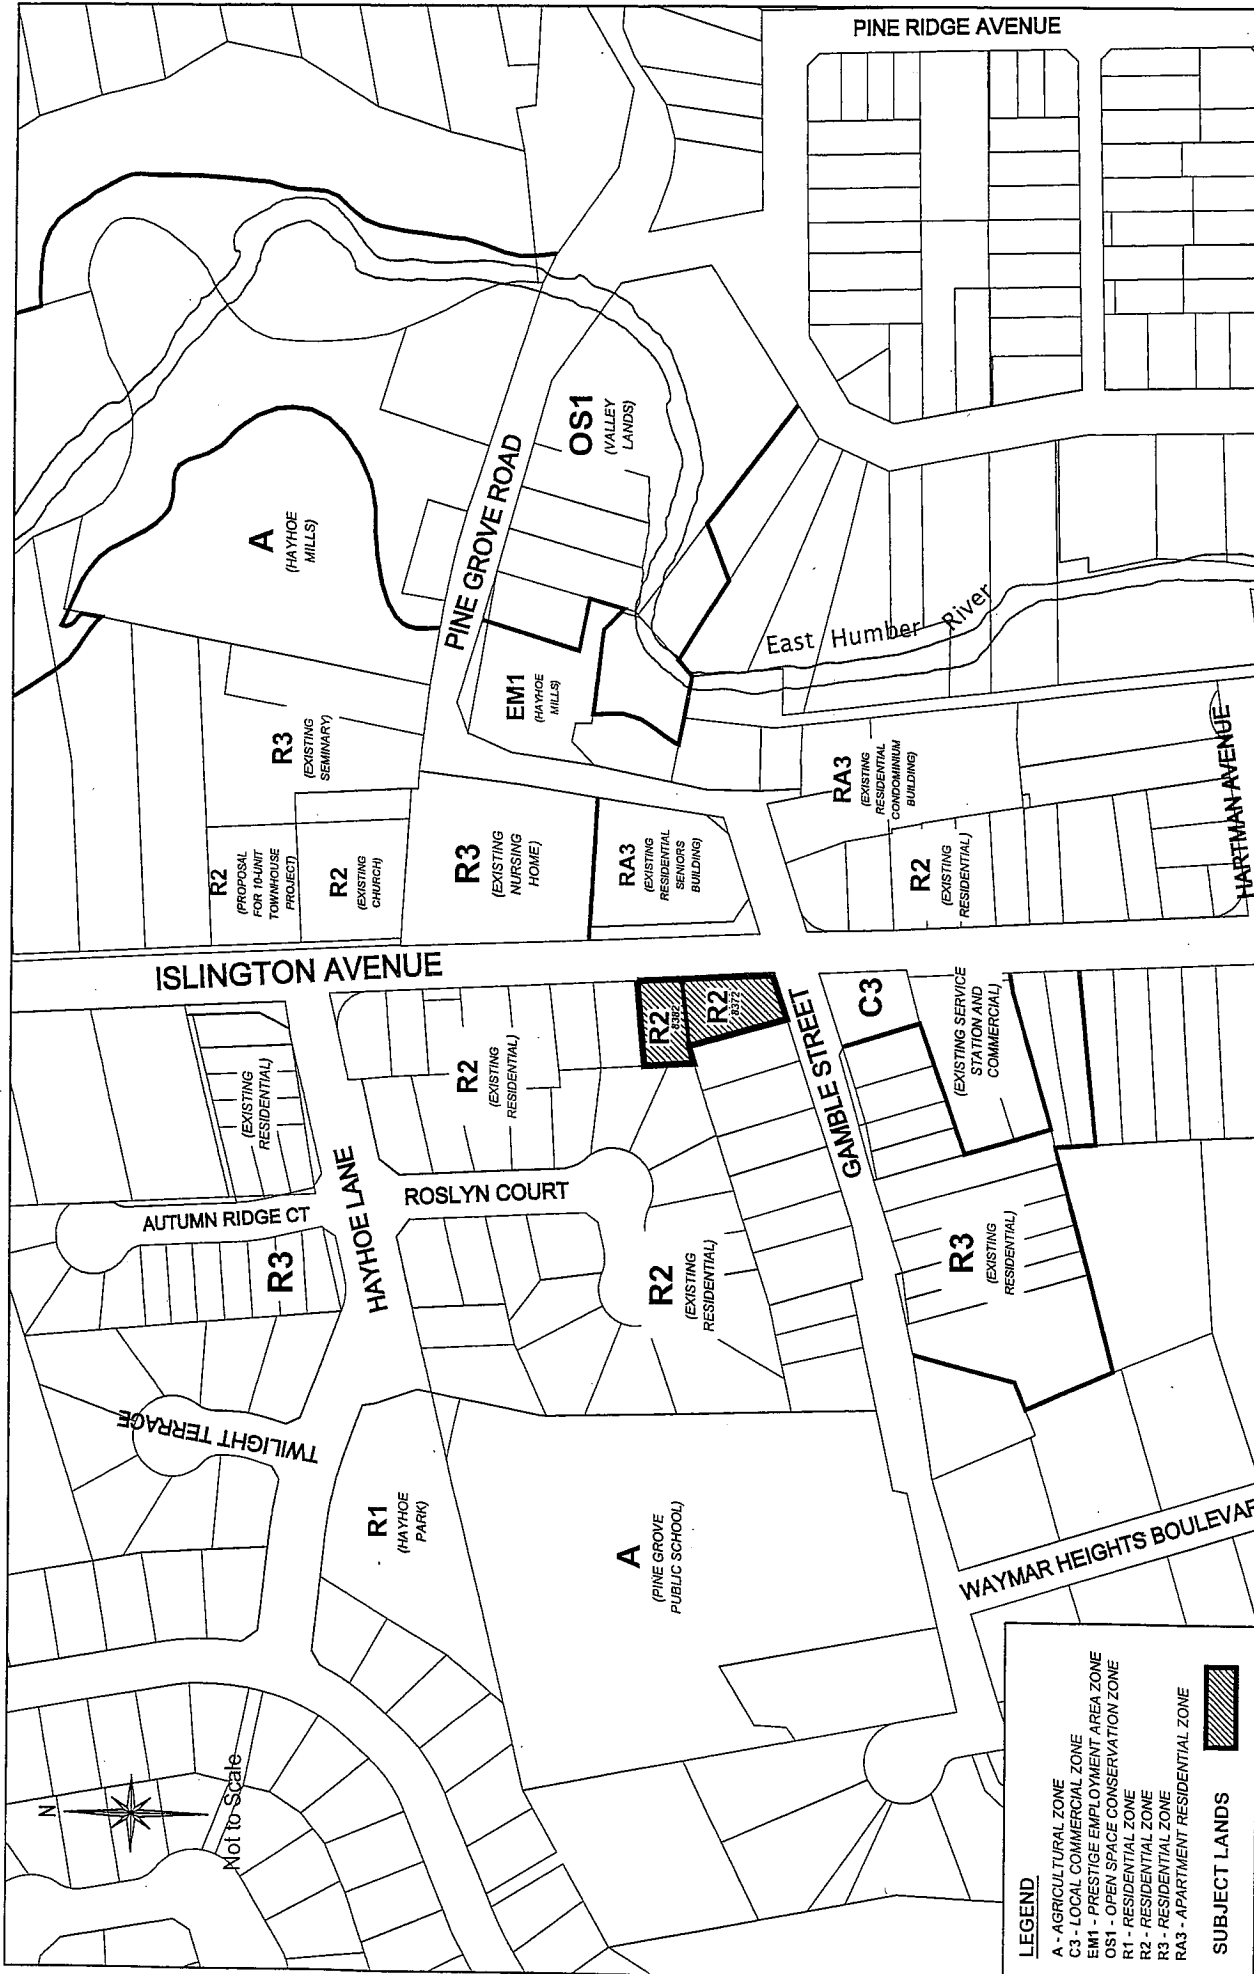 PINE RIDGE AVENUE
OS1
(VALLEY
LANDS)
A
(HAYHOE
MILLS)
PINE GROVE ROAD
East Humber River
EM1
(HAYHOE
MILLS)
R3
(EXISTING
SEMINARY)
RA3
(EXISTING
RESIDENTIAL
CONDOMINIUM
BUILDING)
HARTMAN AVENUE
R2
(PROPOSAL
FOR 10-UNIT
TOWNHOUSE
PROJECT)
R2
(EXISTING
CHURCH)
R3
(EXISTING
NURSING
HOME)
RA3
(EXISTING
RESIDENTIAL
SENIORS
BUILDING)
R2
(EXISTING
RESIDENTIAL)
ISLINGTON AVENUE
R2
8382
R2
8372
C3
(EXISTING SERVICE
STATION AND
COMMERCIAL)
GAMBLE STREET
(EXISTING
RESIDENTIAL)
R2
(EXISTING
RESIDENTIAL)
HAYHOE LANE
ROSLYN COURT
AUTUMN RIDGE CT
R3
R2
(EXISTING
RESIDENTIAL)
R3
(EXISTING
RESIDENTIAL)
TWILIGHT TERRACE
R1
(HAYHOE
PARK)
A
(PINE GROVE
PUBLIC SCHOOL)
WAYMAR HEIGHTS BOULEVAR
N
Not to Scale
LEGEND
A - AGRICULTURAL ZONE
C3 - LOCAL COMMERCIAL ZONE
EM1 - PRESTIGE EMPLOYMENT AREA ZONE
OS1 - OPEN SPACE CONSERVATION ZONE
R1 - RESIDENTIAL ZONE
R2 - RESIDENTIAL ZONE
R3 - RESIDENTIAL ZONE
RA3 - APARTMENT RESIDENTIAL ZONE
SUBJECT LANDS